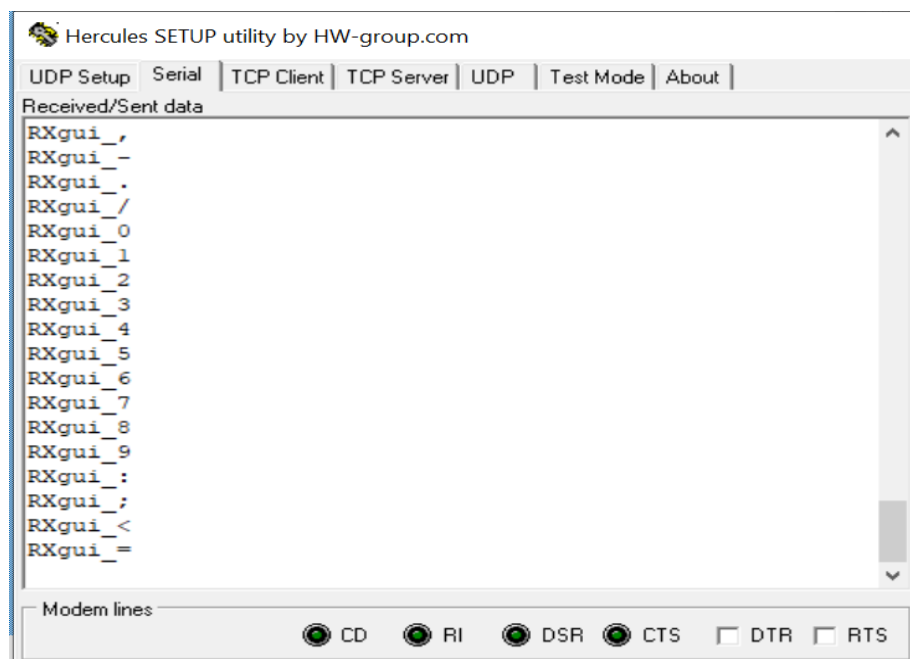 Hercules SETUP utility by HW-group.com
UDP Setup Serial TCP Client TCP Server UDP Test Mode About
Received/Sent data
RXgui_,
RXgui_-
RXgui_.
RXgui_/
RXgui_0
RXgui_1
RXgui_2
RXgui_3
RXgui_4
RXgui_5
RXgui_6
RXgui_7
RXgui_8
RXgui_9
RXgui_:
RXgui_;
RXgui_<
RXgui_=
Modem lines
CD RI DSR CTS DTR RTS